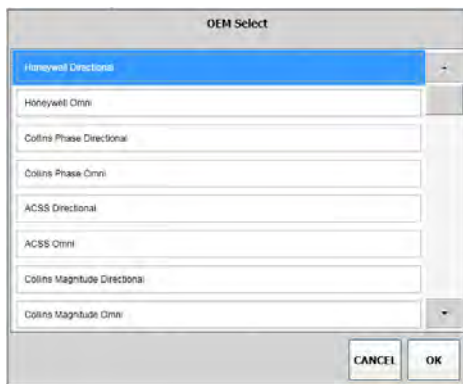 OEM Select
Honeywell Directional
Honeywell Omni
Collins Phase Directional
Collins Phase Omni
ACSS Directional
ACSS Omni
Collins Magnitude Directional
Collins Magnitude Omni
CANCEL OK